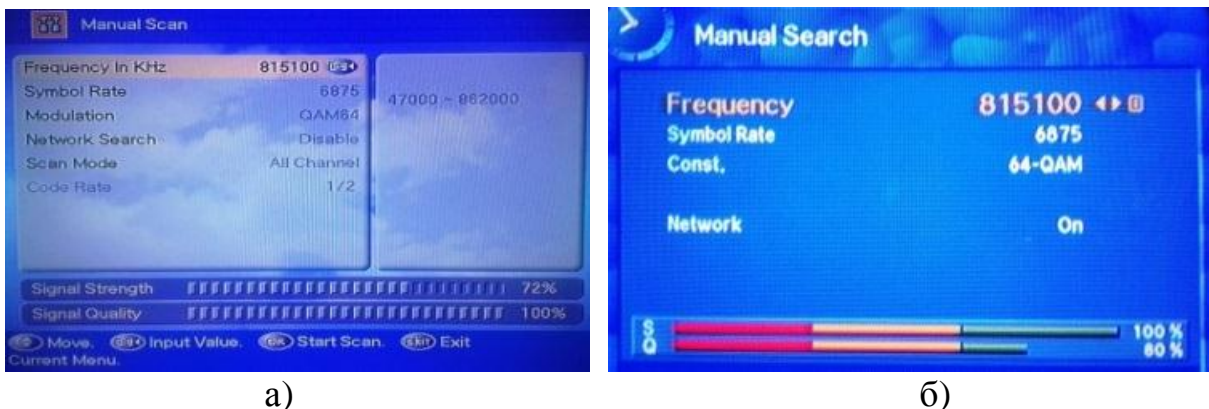 Manual Scan
Frequency In KHz 815100
Symbol Rate 6875
Modulation QAM64
Network Search Disable
Scan Mode All Channel
Code Rate 1/2
47000 ~ 862000
Signal Strength 72%
Signal Quality 100%
Move. Input Value. OK Start Scan. Exit Exit
Current Menu.
а)
Manual Search
Frequency 815100
Symbol Rate 6875
Const. 64-QAM
Network On
S 100 %
Q 80 %
б)